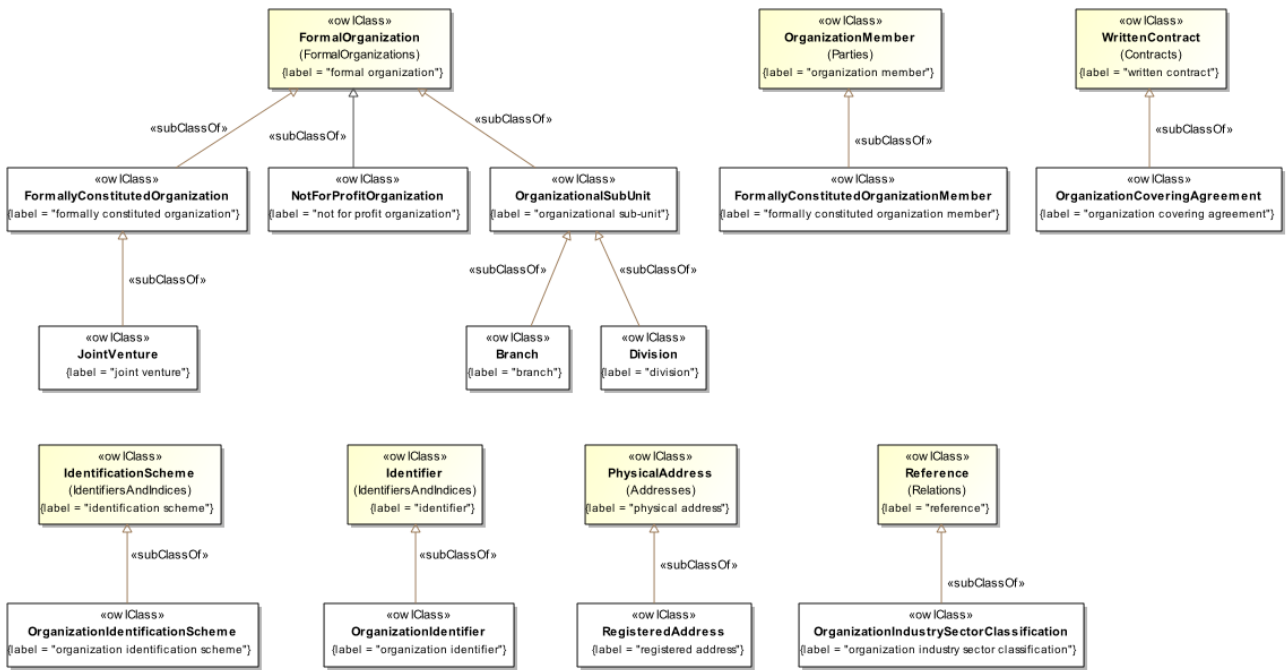 «owlClass»
FormalOrganization
(FormalOrganizations)
{label = "formal organization"}
«owlClass»
OrganizationMember
(Parties)
{label = "organization member"}
«owlClass»
WrittenContract
(Contracts)
{label = "written contract"}
«subClassOf»
«subClassOf»
«subClassOf»
«subClassOf»
«subClassOf»
«owlClass»
FormallyConstitutedOrganization
{label = "formally constituted organization"}
«owlClass»
NotForProfitOrganization
{label = "not for profit organization"}
«owlClass»
OrganizationalSubUnit
{label = "organizational sub-unit"}
«owlClass»
FormallyConstitutedOrganizationMember
{label = "formally constituted organization member"}
«owlClass»
OrganizationCoveringAgreement
{label = "organization covering agreement"}
«subClassOf»
«subClassOf»
«subClassOf»
«owlClass»
JointVenture
{label = "joint venture"}
«owlClass»
Branch
{label = "branch"}
«owlClass»
Division
{label = "division"}
«owlClass»
IdentificationScheme
(IdentifiersAndIndices)
{label = "identification scheme"}
«owlClass»
Identifier
(IdentifiersAndIndices)
{label = "identifier"}
«owlClass»
PhysicalAddress
(Addresses)
{label = "physical address"}
«owlClass»
Reference
(Relations)
{label = "reference"}
«subClassOf»
«subClassOf»
«subClassOf»
«subClassOf»
«owlClass»
OrganizationIdentificationScheme
{label = "organization identification scheme"}
«owlClass»
OrganizationIdentifier
{label = "organization identifier"}
«owlClass»
RegisteredAddress
{label = "registered address"}
«owlClass»
OrganizationIndustrySectorClassification
{label = "organization industry sector classification"}